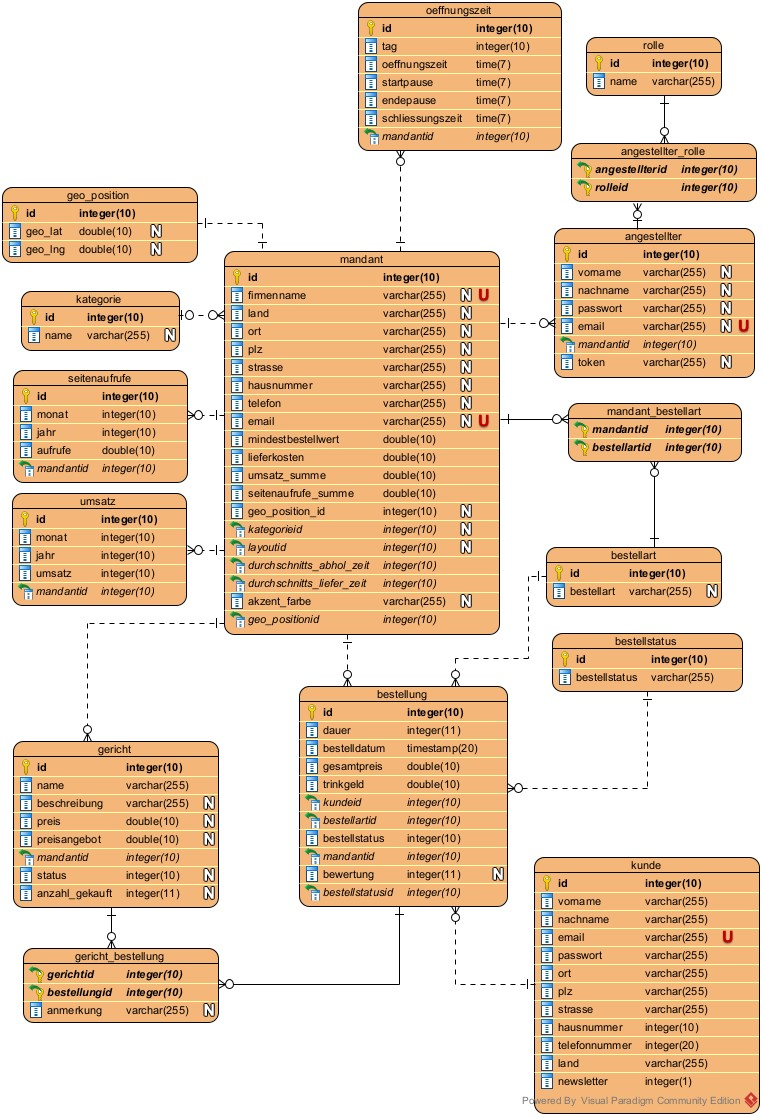 oeffnungszeit
id integer(10)
tag integer(10)
oeffnungszeit time(7)
startpause time(7)
endepause time(7)
schliessungszeit time(7)
mandantid integer(10)
rolle
id integer(10)
name varchar(255)
angestellter_rolle
angestellterid integer(10)
rolleid integer(10)
geo_position
id integer(10)
geo_lat double(10) N
geo_lng double(10) N
angestellter
id integer(10)
vorname varchar(255) N
nachname varchar(255) N
passwort varchar(255) N
email varchar(255) N U
mandantid integer(10)
token varchar(255) N
kategorie
id integer(10)
name varchar(255) N
mandant
id integer(10)
firmenname varchar(255) N U
land varchar(255) N
ort varchar(255) N
plz varchar(255) N
strasse varchar(255) N
hausnummer varchar(255) N
telefon varchar(255) N
email varchar(255) N U
mindestbestellwert double(10)
lieferkosten double(10)
umsatz_summe double(10)
seitenaufrufe_summe double(10)
geo_position_id integer(10) N
kategorieid integer(10) N
layoutid integer(10) N
durchschnitts_abhol_zeit integer(10)
durchschnitts_liefer_zeit integer(10)
akzent_farbe varchar(255) N
geo_positionid integer(10)
seitenaufrufe
id integer(10)
monat integer(10)
jahr integer(10)
aufrufe double(10)
mandantid integer(10)
mandant_bestellart
mandantid integer(10)
bestellartid integer(10)
umsatz
id integer(10)
monat integer(10)
jahr integer(10)
umsatz integer(10)
mandantid integer(10)
bestellart
id integer(10)
bestellart varchar(255) N
bestellstatus
id integer(10)
bestellstatus varchar(255)
bestellung
id integer(10)
dauer integer(11)
bestelldatum timestamp(20)
gesamtpreis double(10)
trinkgeld double(10)
kundeid integer(10)
bestellartid integer(10)
bestellstatus integer(10)
mandantid integer(10)
bewertung integer(11) N
bestellstatusid integer(10)
gericht
id integer(10)
name varchar(255)
beschreibung varchar(255) N
preis double(10) N
preisangebot double(10) N
mandantid integer(10)
status integer(10) N
anzahl_gekauft integer(11) N
kunde
id integer(10)
vorname varchar(255)
nachname varchar(255)
email varchar(255) U
passwort varchar(255)
ort varchar(255)
plz varchar(255)
strasse varchar(255)
hausnummer integer(10)
telefonnummer integer(20)
land varchar(255)
newsletter integer(1)
gericht_bestellung
gerichtid integer(10)
bestellungid integer(10)
anmerkung varchar(255) N
Powered By Visual Paradigm Community Edition